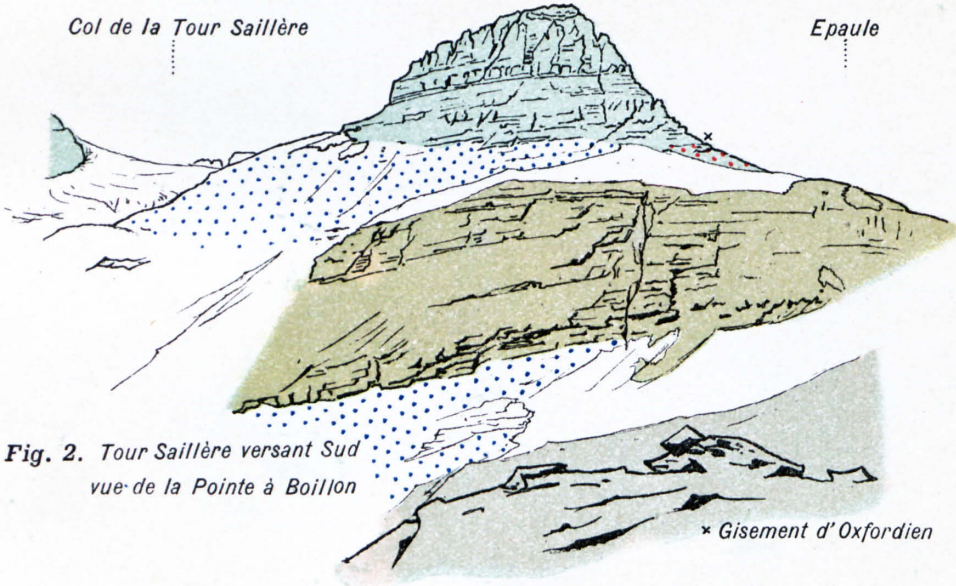 Col de la Tour Saillère
Epaule
×
Fig. 2. Tour Saillère versant Sud
vue de la Pointe à Boillon
× Gisement d'Oxfordien